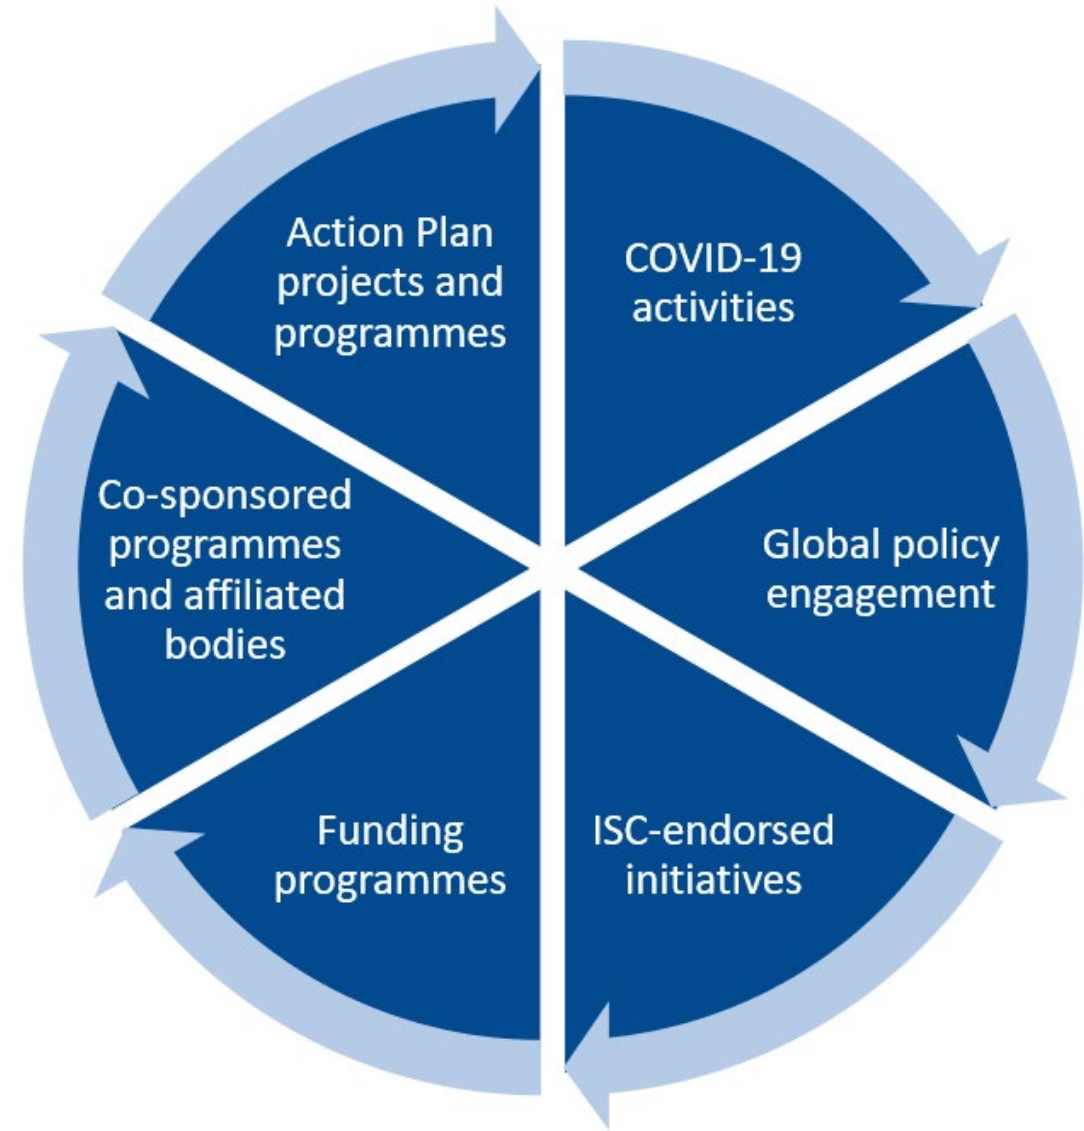 Action Plan
projects and
programmes
COVID-19
activities
Global policy
engagement
ISC-endorsed
initiatives
Funding
programmes
Co-sponsored
programmes
and affiliated
bodies